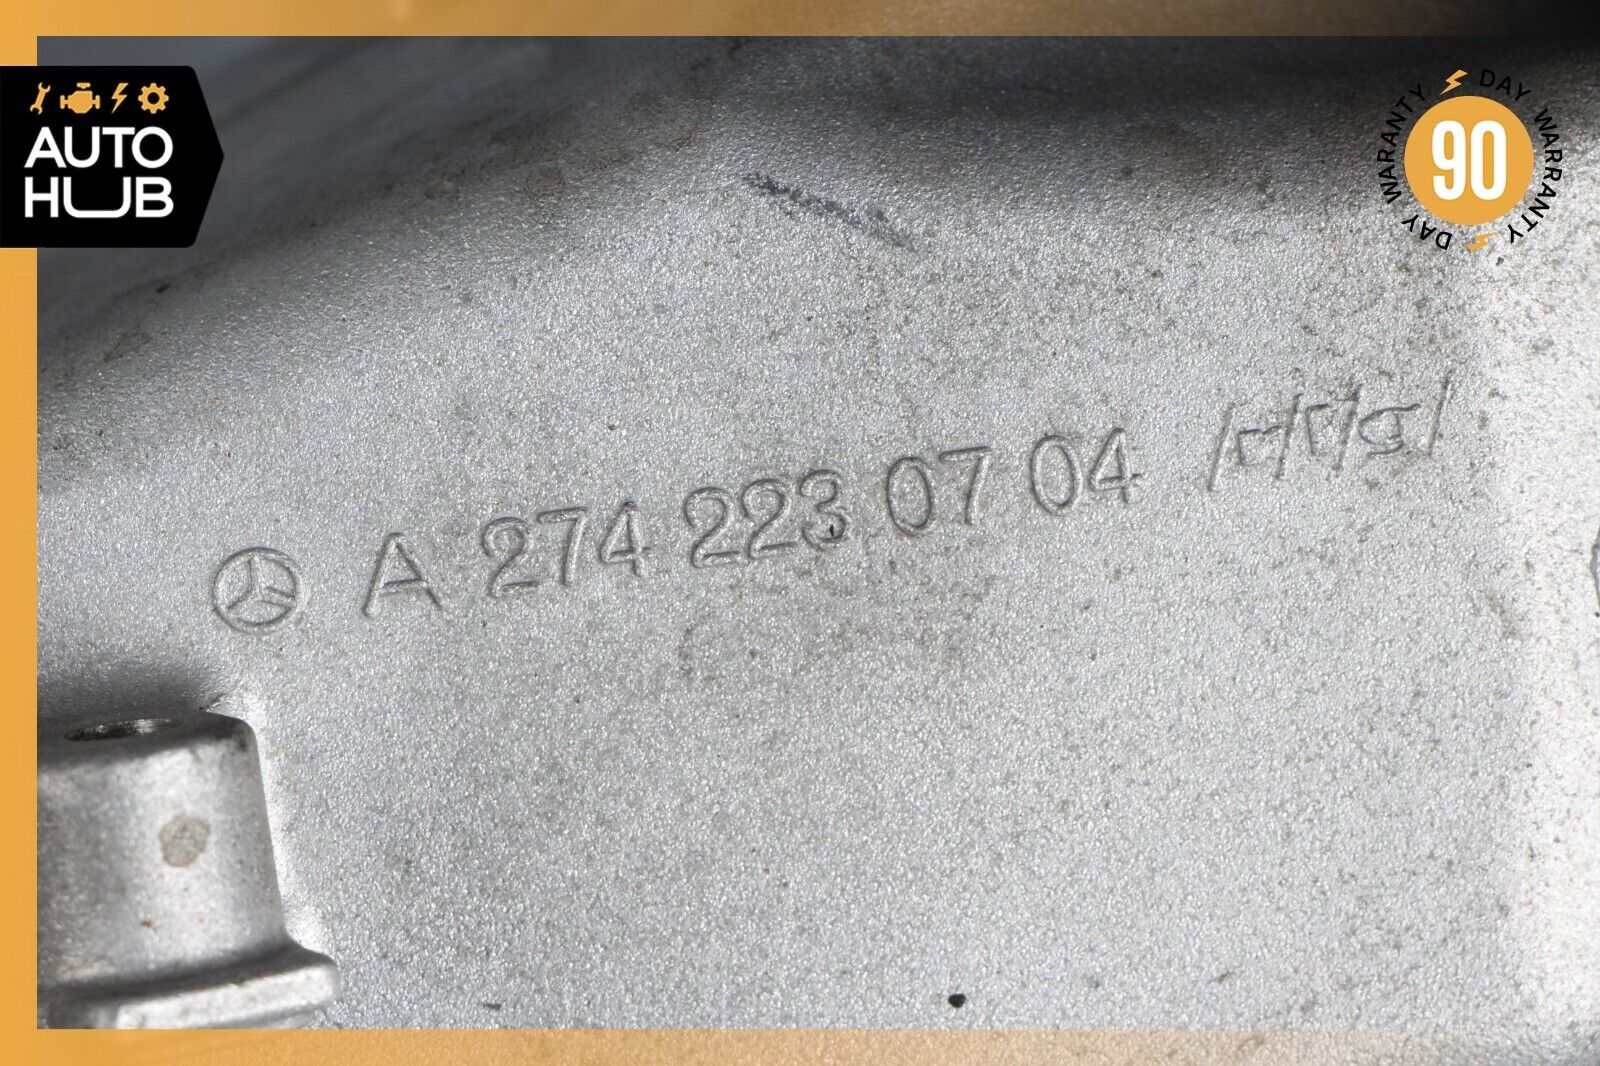 AUTO
HUB
DAY WARRANTY
DAY WARRANTY
90
A 274 223 07 04